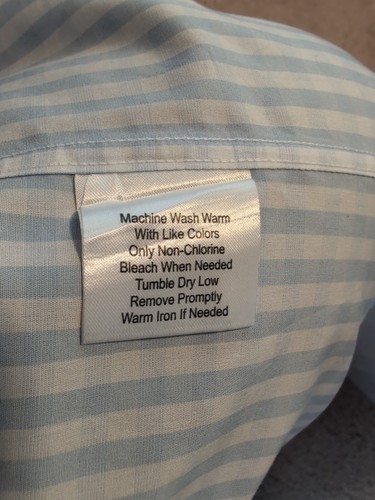 Machine Wash Warm
With Like Colors
Only Non-Chlorine
Bleach When Needed
Tumble Dry Low
Remove Promptly
Warm Iron If Needed